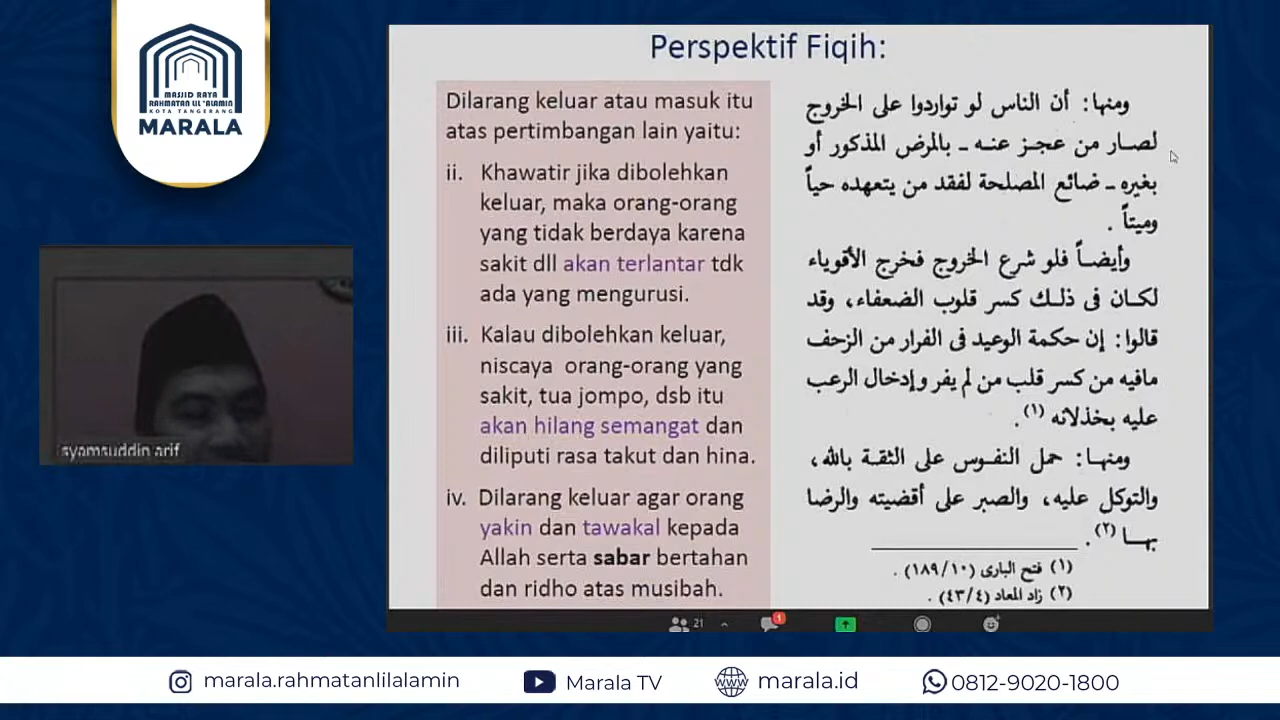 MASJID RAYA
RAHMATAN LIL 'ALAMIN
KOTA TANGERANG
MARALA
syamsuddin arif
Perspektif Fiqih:
Dilarang keluar atau masuk itu
atas pertimbangan lain yaitu:
ii. Khawatir jika dibolehkan
keluar, maka orang-orang
yang tidak berdaya karena
sakit dll akan terlantar tdk
ada yang mengurusi.
iii. Kalau dibolehkan keluar,
niscaya orang-orang yang
sakit, tua jompo, dsb itu
akan hilang semangat dan
diliputi rasa takut dan hina.
iv. Dilarang keluar agar orang
yakin dan tawakal kepada
Allah serta sabar bertahan
dan ridho atas musibah.
ومنها: أن الناس لو تواردوا على الخروج
لصار من عجز عنه - بالمرض المذكور أو
بغيره - ضائع المصلحة لفقد من يتعهده حياً
وميتاً .
وأيضاً فلو شرع الخروج فخرج الأقوياء
لكان فى ذلك كسر قلوب الضعفاء، وقد
قالوا: إن حكمة الوعيد فى الفرار من الزحف
مافيه من كسر قلب من لم يفر وإدخال الرعب
عليه بخذلانه (١) .
ومنها: حمل النفوس على الثقة بالله،
والتوكل عليه، والصبر على أقضيته والرضا
بها (٢) .
(١) فتح البارى (١٨٩/١٠) .
(٢) زاد المعاد (٤٣/٤) .
21
1
marala.rahmatanlilalamin
Marala TV
www
marala.id
0812-9020-1800